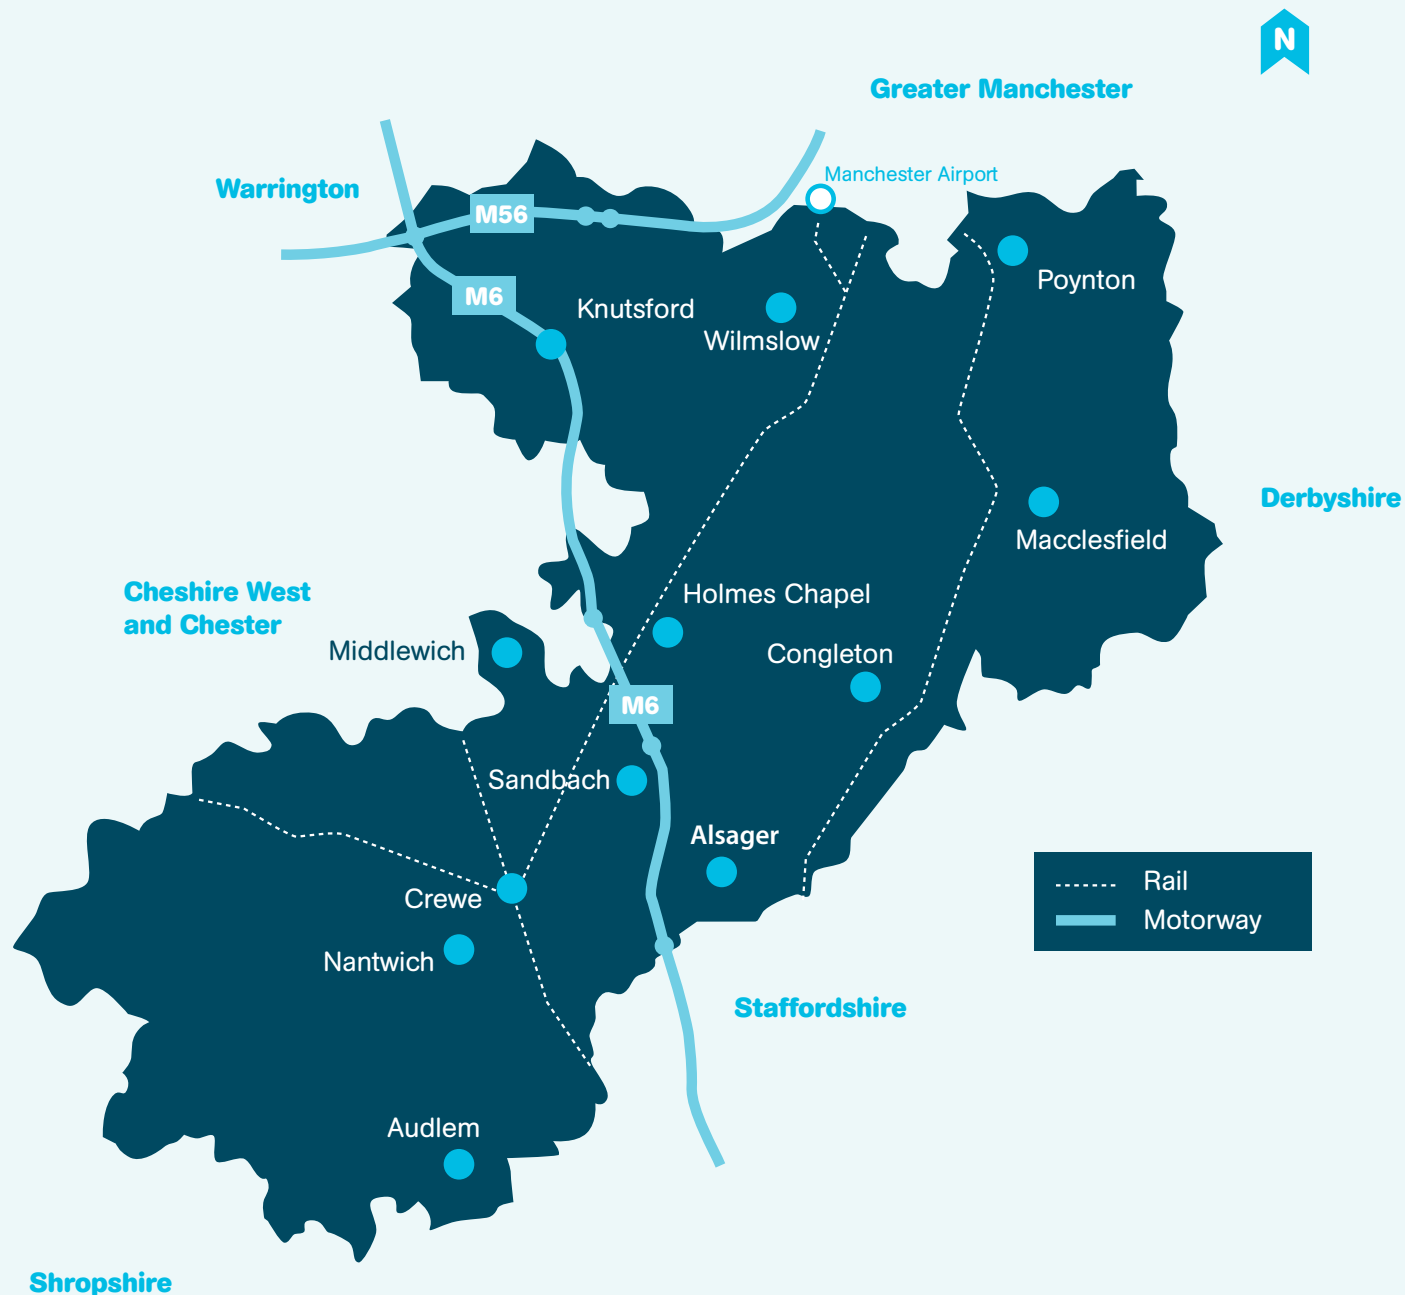 N
Greater Manchester
Manchester Airport
Warrington
M56
Poynton
M6
Knutsford
Wilmslow
Derbyshire
Macclesfield
Cheshire West
and Chester
Holmes Chapel
Middlewich
Congleton
M6
Sandbach
Alsager
Rail
Crewe
Motorway
Nantwich
Staffordshire
Audlem
Shropshire